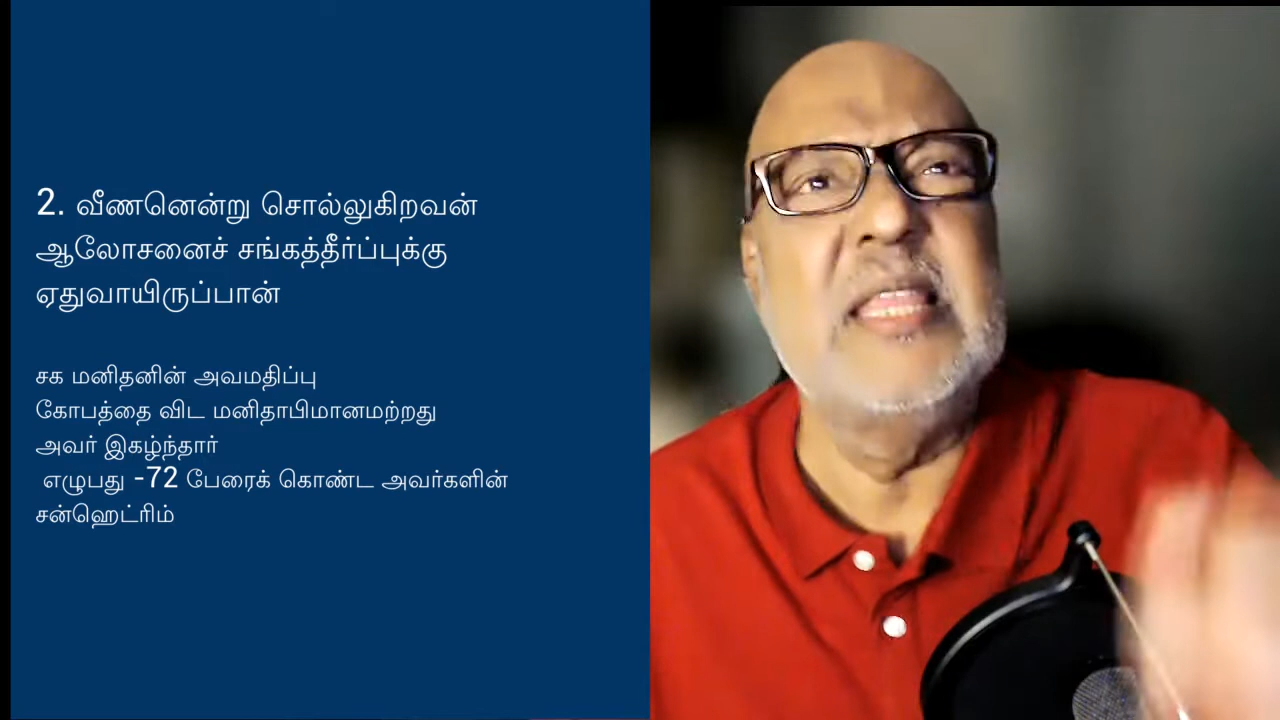 2. வீணனென்று சொல்லுகிறவன்
ஆலோசனைச் சங்கத்தீர்ப்புக்கு
ஏதுவாயிருப்பான்
சக மனிதனின் அவமதிப்பு
கோபத்தை விட மனிதாபிமானமற்றது
அவர் இகழ்ந்தார்
எழுபது -72 பேரைக் கொண்ட அவர்களின்
சன்ஹெட்ரிம்